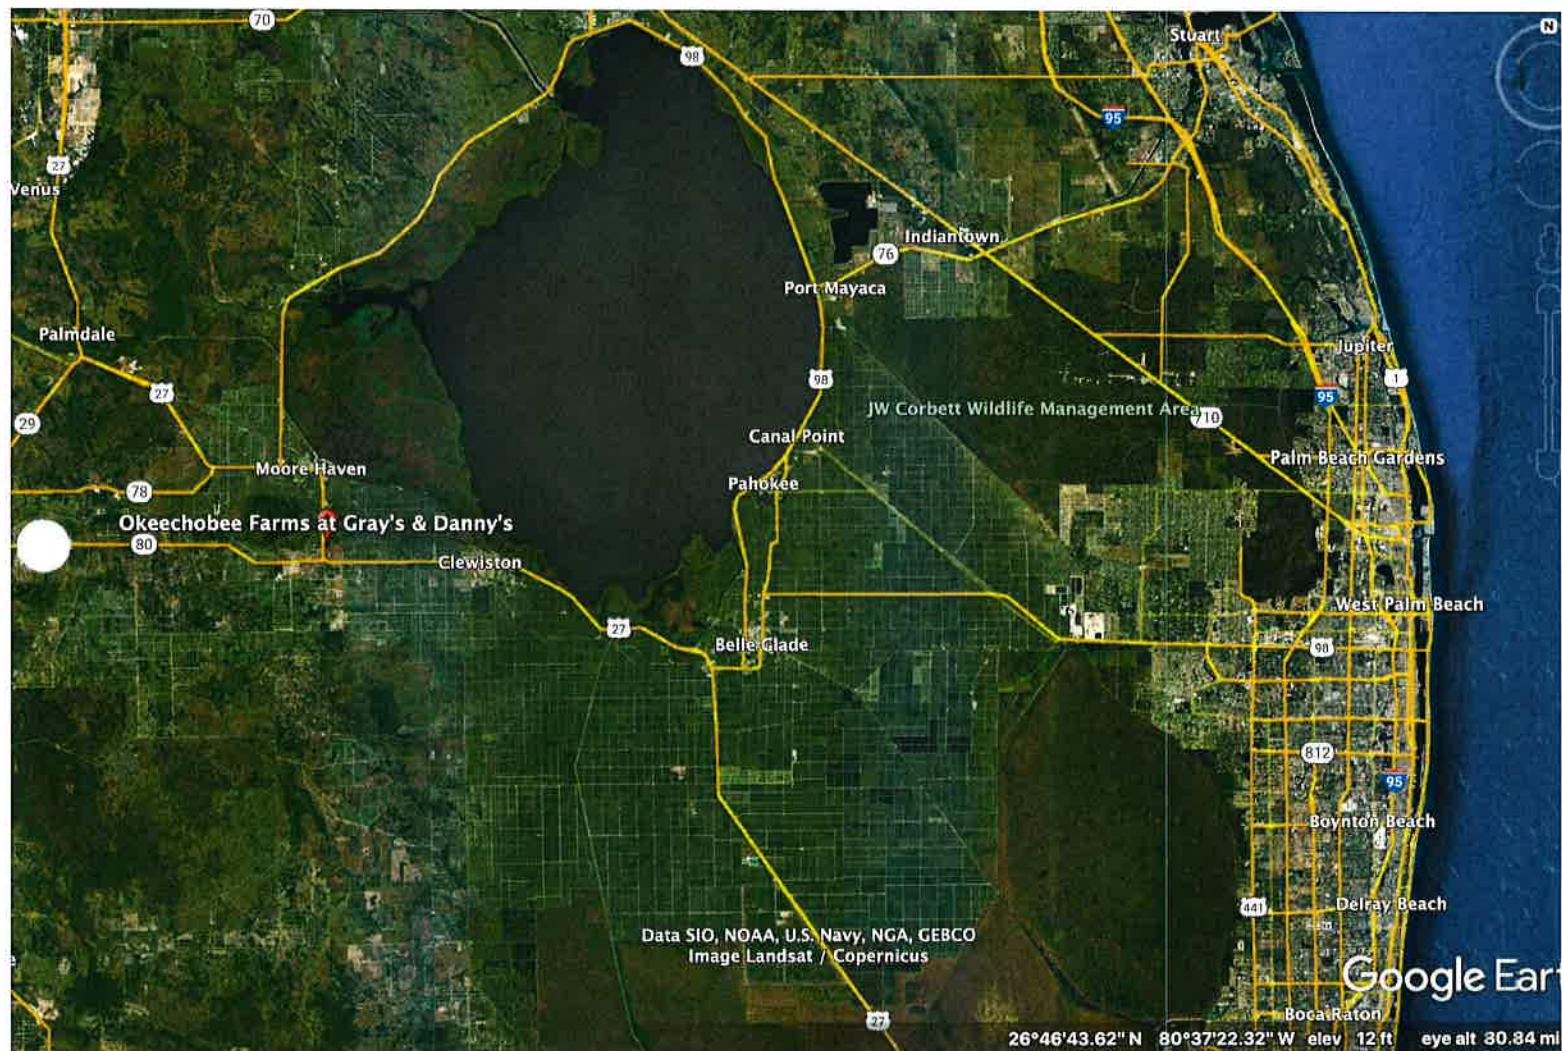 70
98
Stuart
N
95
27
Venus
Indiantown
76
Port Mayaca
Palmdale
Jupiter
98
1
27
95
JW Corbett Wildlife Management Area
710
29
Canal Point
Palm Beach Gardens
Moore Haven
Pahokee
78
Okeechobee Farms at Gray's & Danny's
80
Clewiston
West Palm Beach
27
Belle Glade
98
812
95
Boynton Beach
441
Delray Beach
Data SIO, NOAA, U.S. Navy, NGA, GEBCO
Image Landsat / Copernicus
Google Eart
Boca Raton
27
26°46'43.62" N 80°37'22.32" W elev 12 ft eye alt 30.84 mi